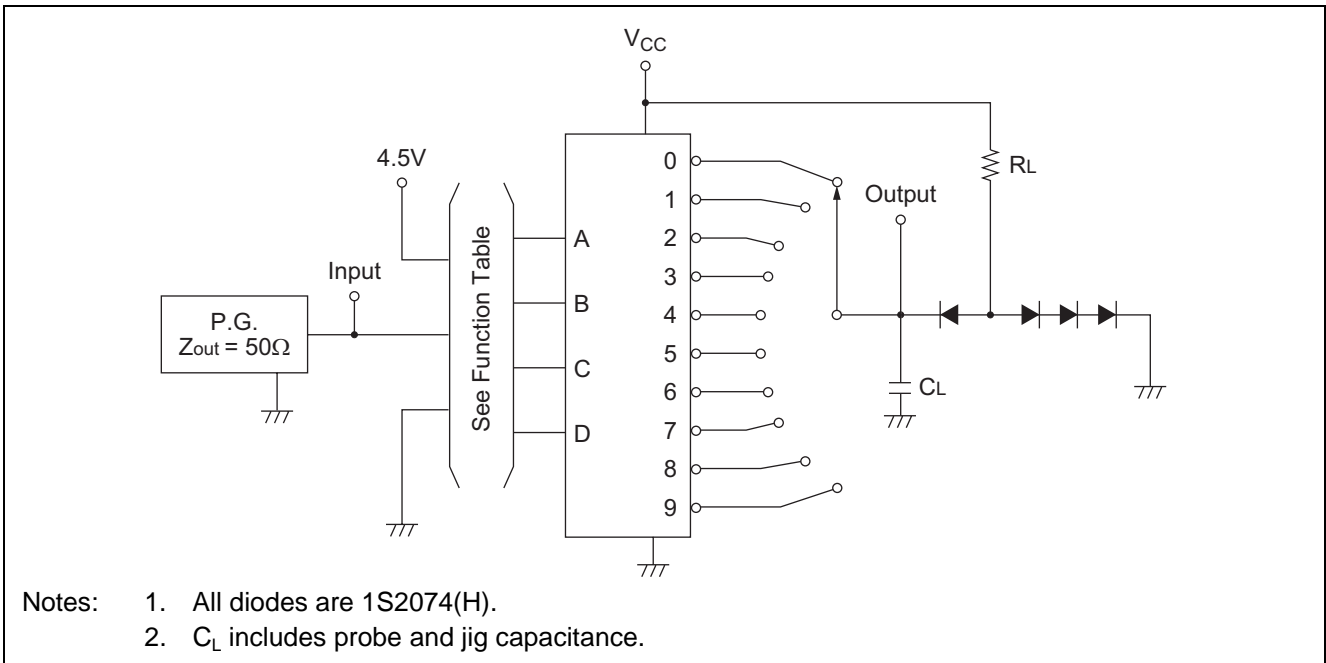 VCC
4.5V
Input
P.G.
Zout = 50Ω
See Function Table
A
B
C
D
0
1
2
3
4
5
6
7
8
9
Output
RL
CL
Notes: 1. All diodes are 1S2074(H).
2. CL includes probe and jig capacitance.